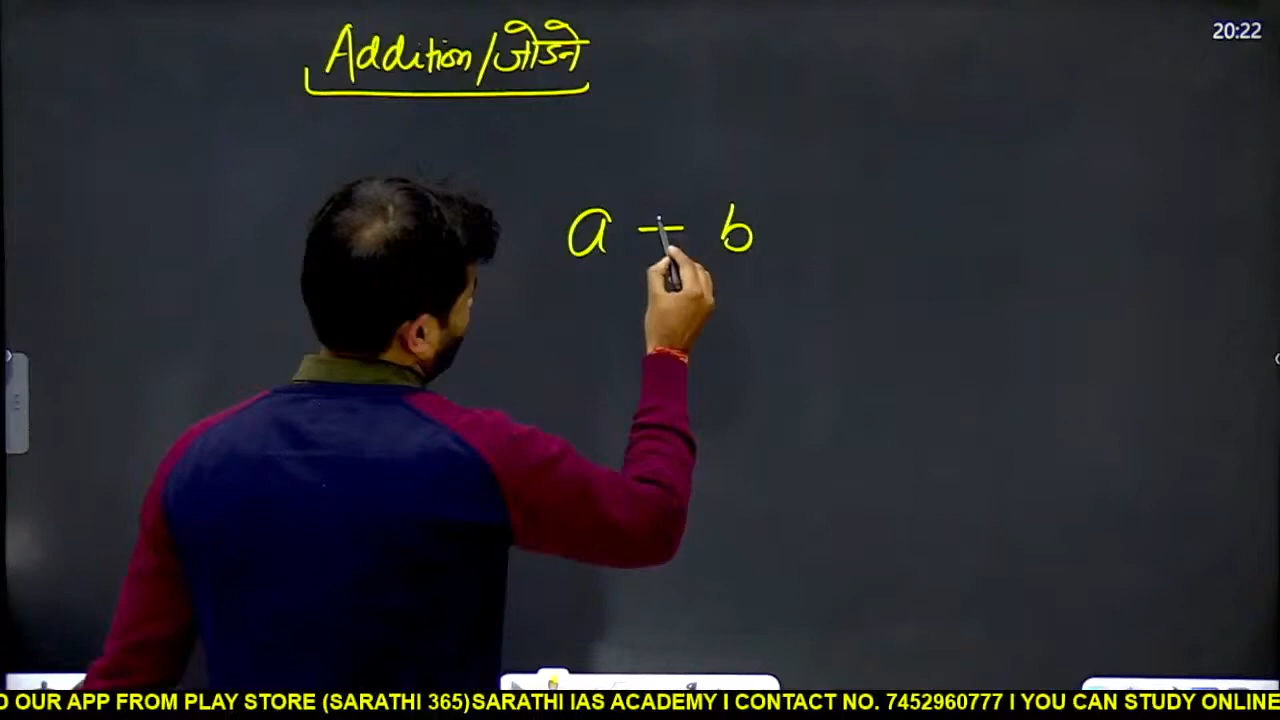 20:22
Addition/जोडने
a + b
D OUR APP FROM PLAY STORE (SARATHI 365)SARATHI IAS ACADEMY I CONTACT NO. 7452960777 I YOU CAN STUDY ONLINE